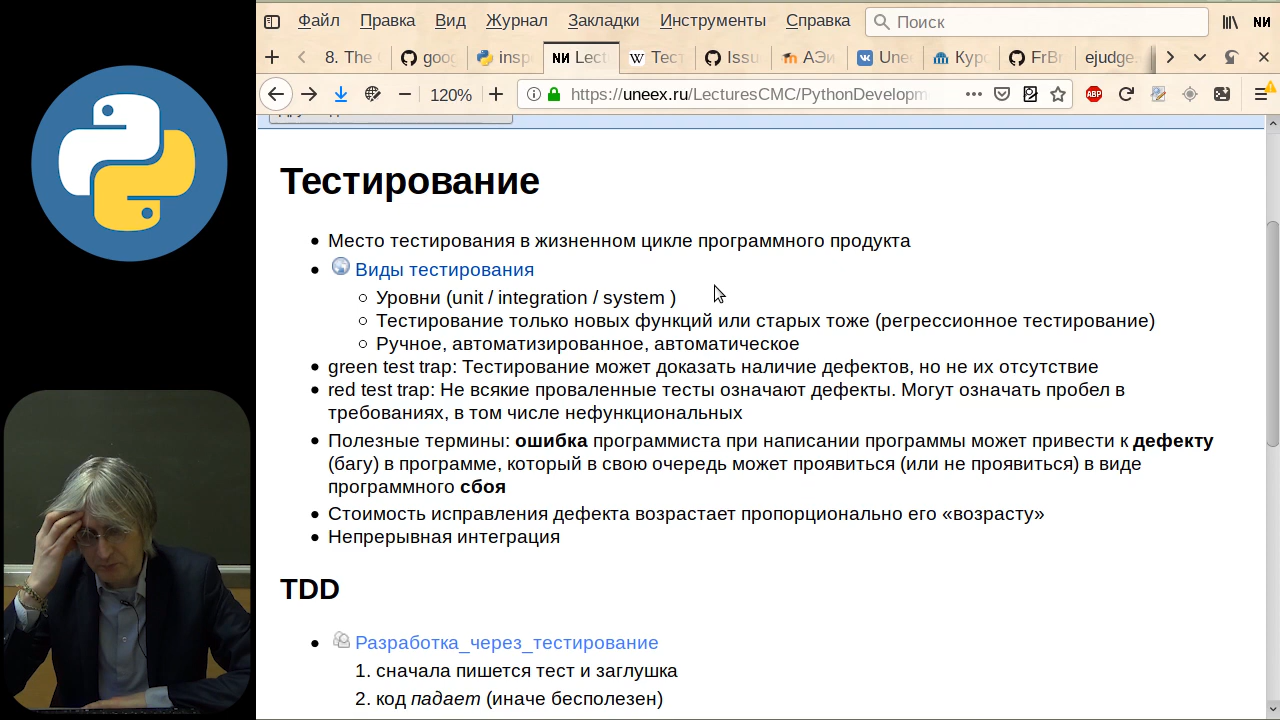 Файл Правка Вид Журнал Закладки Инструменты Справка Поиск
8. The goog insp Lect Тест Issu АЭи Unee Курс FrBr ejudge.
120% https://uneex.ru/LecturesCMC/PythonDevelopm ABP
Тестирование
Место тестирования в жизненном цикле программного продукта
Виды тестирования
Уровни (unit / integration / system )
Тестирование только новых функций или старых тоже (регрессионное тестирование)
Ручное, автоматизированное, автоматическое
green test trap: Тестирование может доказать наличие дефектов, но не их отсутствие
red test trap: Не всякие проваленные тесты означают дефекты. Могут означать пробел в
требованиях, в том числе нефункциональных
Полезные термины: ошибка программиста при написании программы может привести к дефекту
(багу) в программе, который в свою очередь может проявиться (или не проявиться) в виде
программного сбоя
Стоимость исправления дефекта возрастает пропорционально его «возрасту»
Непрерывная интеграция
TDD
Разработка_через_тестирование
1. сначала пишется тест и заглушка
2. код падает (иначе бесполезен)